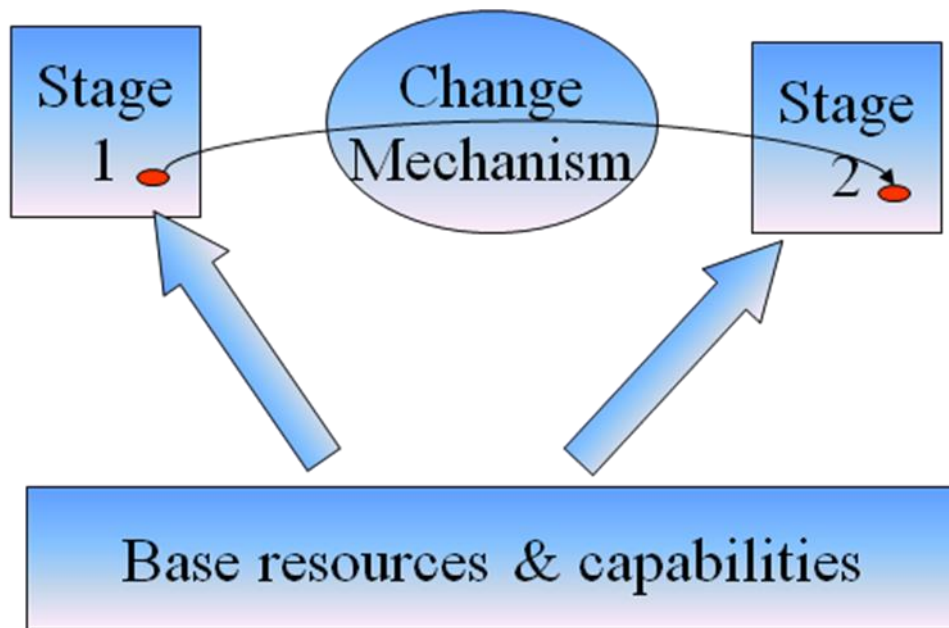 Stage
1
Change
Mechanism
Stage
2
Base resources & capabilities